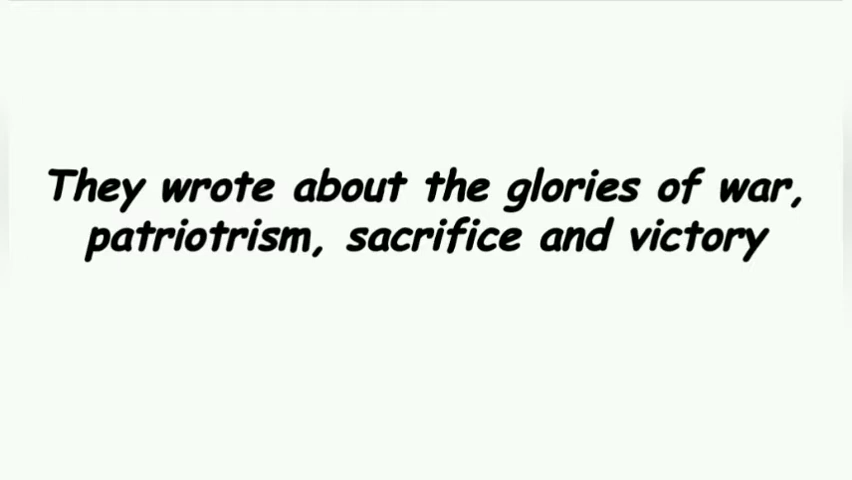 They wrote about the glories of war,
patriotrism, sacrifice and victory